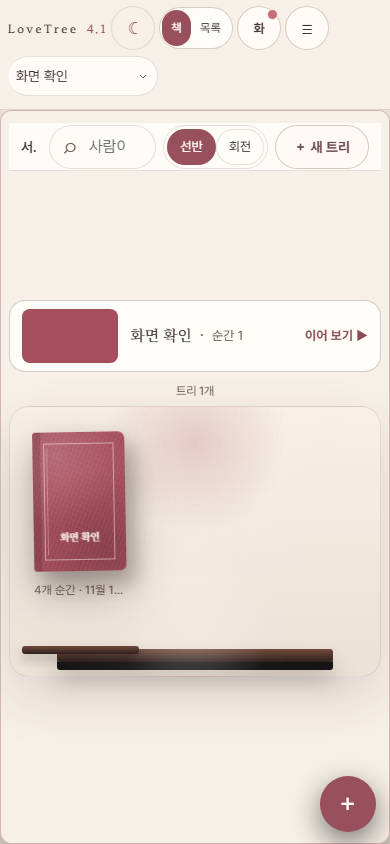 LoveTree 4.1 ☾ 책 목록 화 ☰
화면 확인
서. 사람이 선반 회전 + 새 트리
화면 확인 · 순간 1 이어 보기 ▶
트리 1개
화면 확인
4개 순간 · 11월 1...
+